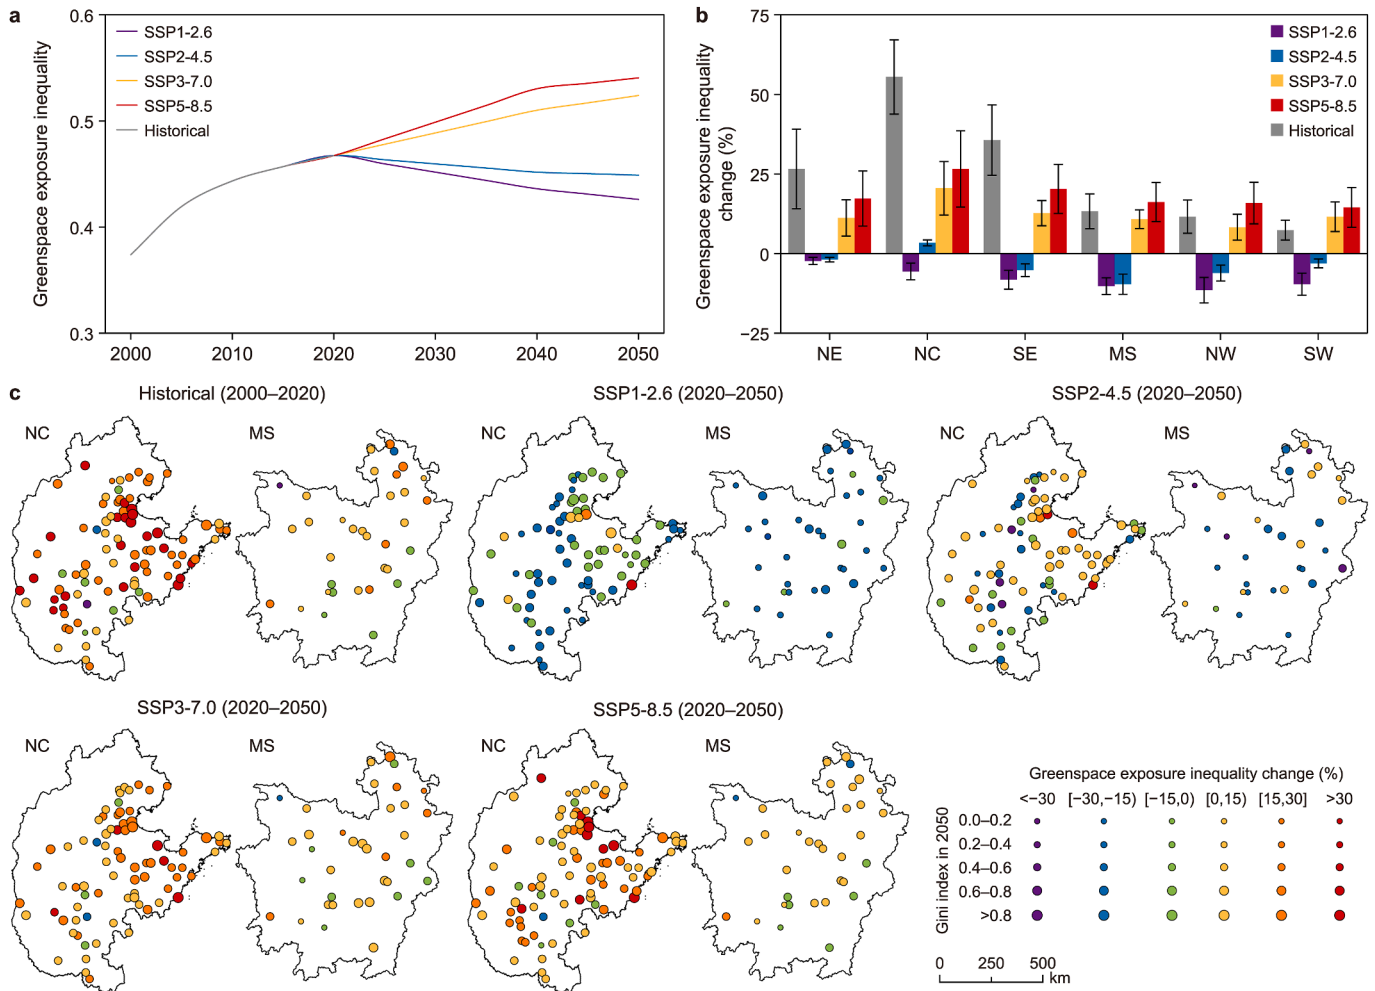 a
0.6
0.5
0.4
0.3
Greenspace exposure inequality
SSP1-2.6
SSP2-4.5
SSP3-7.0
SSP5-8.5
Historical
2000 2010 2020 2030 2040 2050
b
75
50
25
0
−25
Greenspace exposure inequality
change (%)
SSP1-2.6
SSP2-4.5
SSP3-7.0
SSP5-8.5
Historical
NE NC SE MS NW SW
c
Historical (2000–2020)
NC MS
SSP1-2.6 (2020–2050)
NC MS
SSP2-4.5 (2020–2050)
NC MS
SSP3-7.0 (2020–2050)
NC MS
SSP5-8.5 (2020–2050)
NC MS
Greenspace exposure inequality change (%)
<−30 [−30,−15) [−15,0) [0,15) [15,30] >30
Gini index in 2050
0.0–0.2
0.2–0.4
0.4–0.6
0.6–0.8
>0.8
0 250 500
km